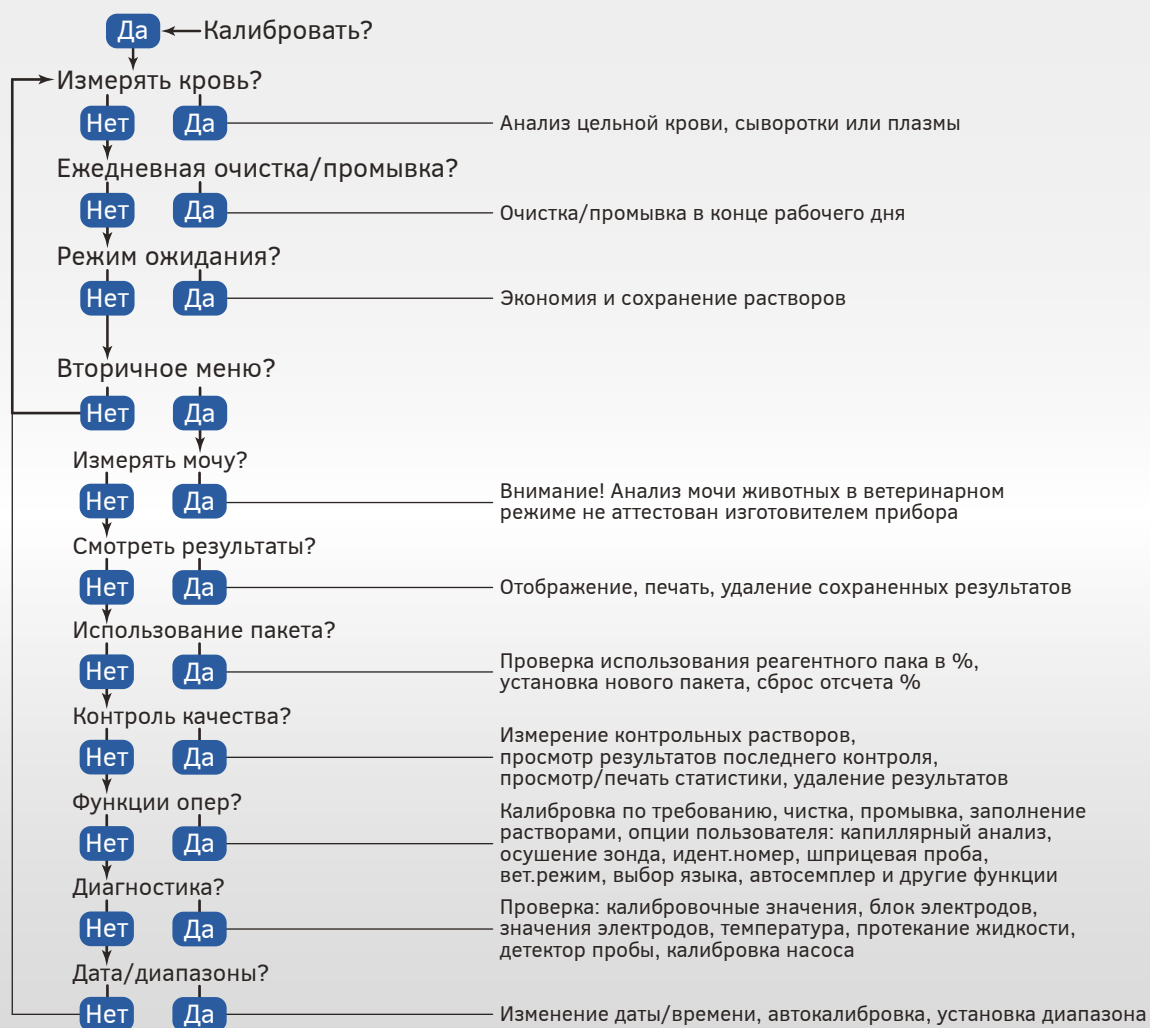 Да Калибровать?
Измерять кровь?
Нет Да Анализ цельной крови, сыворотки или плазмы
Ежедневная очистка/промывка?
Нет Да Очистка/промывка в конце рабочего дня
Режим ожидания?
Нет Да Экономия и сохранение растворов
Вторичное меню?
Нет Да
Измерять мочу?
Нет Да Внимание! Анализ мочи животных в ветеринарном
режиме не аттестован изготовителем прибора
Смотреть результаты?
Нет Да Отображение, печать, удаление сохраненных результатов
Использование пакета?
Нет Да Проверка использования реагентного пака в %,
установка нового пакета, сброс отсчета %
Контроль качества?
Нет Да Измерение контрольных растворов,
просмотр результатов последнего контроля,
просмотр/печать статистики, удаление результатов
Функции опер?
Нет Да Калибровка по требованию, чистка, промывка, заполнение
растворами, опции пользователя: капиллярный анализ,
осушение зонда, идент.номер, шприцевая проба,
вет.режим, выбор языка, автосемплер и другие функции
Диагностика?
Нет Да Проверка: калибровочные значения, блок электродов,
значения электродов, температура, протекание жидкости,
детектор пробы, калибровка насоса
Дата/диапазоны?
Нет Да Изменение даты/времени, автокалибровка, установка диапазона